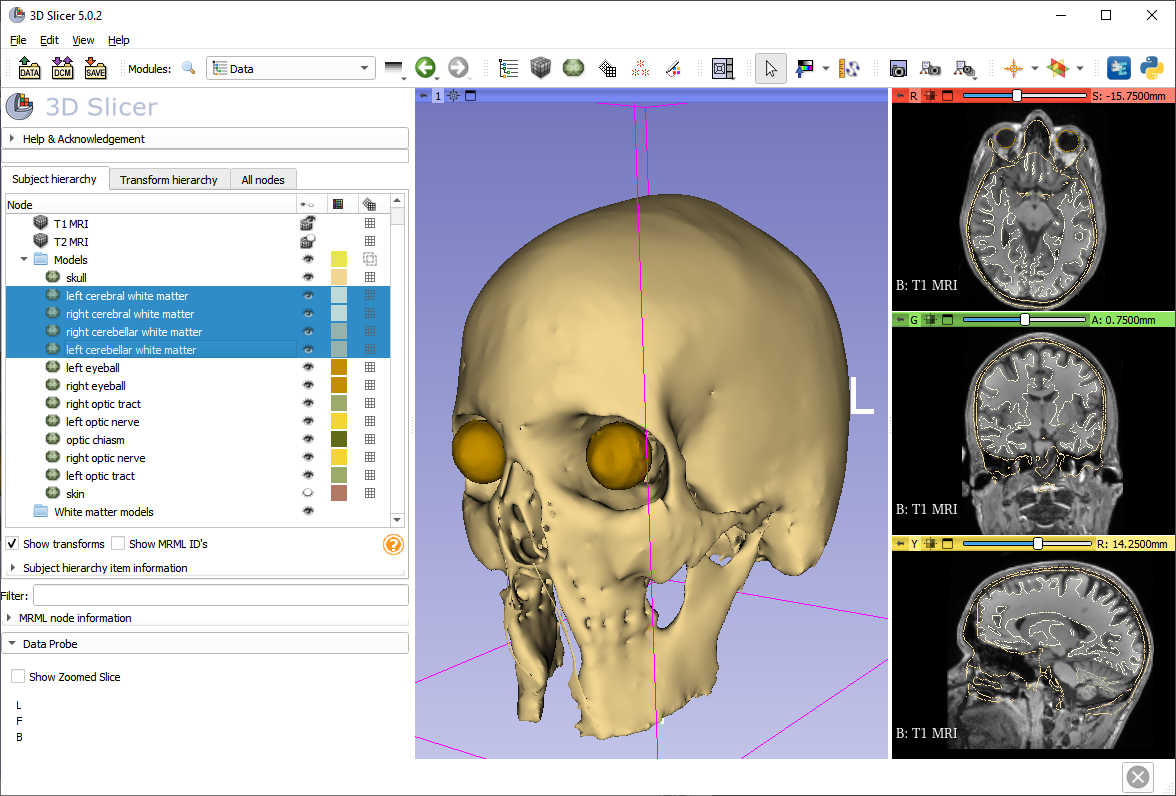 3D Slicer 5.0.2
File Edit View Help
DATA DCM SAVE Modules: Data
3D Slicer
Help & Acknowledgement
Subject hierarchy Transform hierarchy All nodes
Node
T1 MRI
T2 MRI
Models
skull
left cerebral white matter
right cerebral white matter
right cerebellar white matter
left cerebellar white matter
left eyeball
right eyeball
right optic tract
left optic nerve
optic chiasm
right optic nerve
left optic tract
skin
White matter models
Show transforms Show MRML ID's ?
Subject hierarchy item information
Filter:
MRML node information
Data Probe
Show Zoomed Slice
L
F
B
1
L
R S: -15.7500mm
B: T1 MRI
G A: 0.7500mm
B: T1 MRI
Y R: 14.2500mm
B: T1 MRI